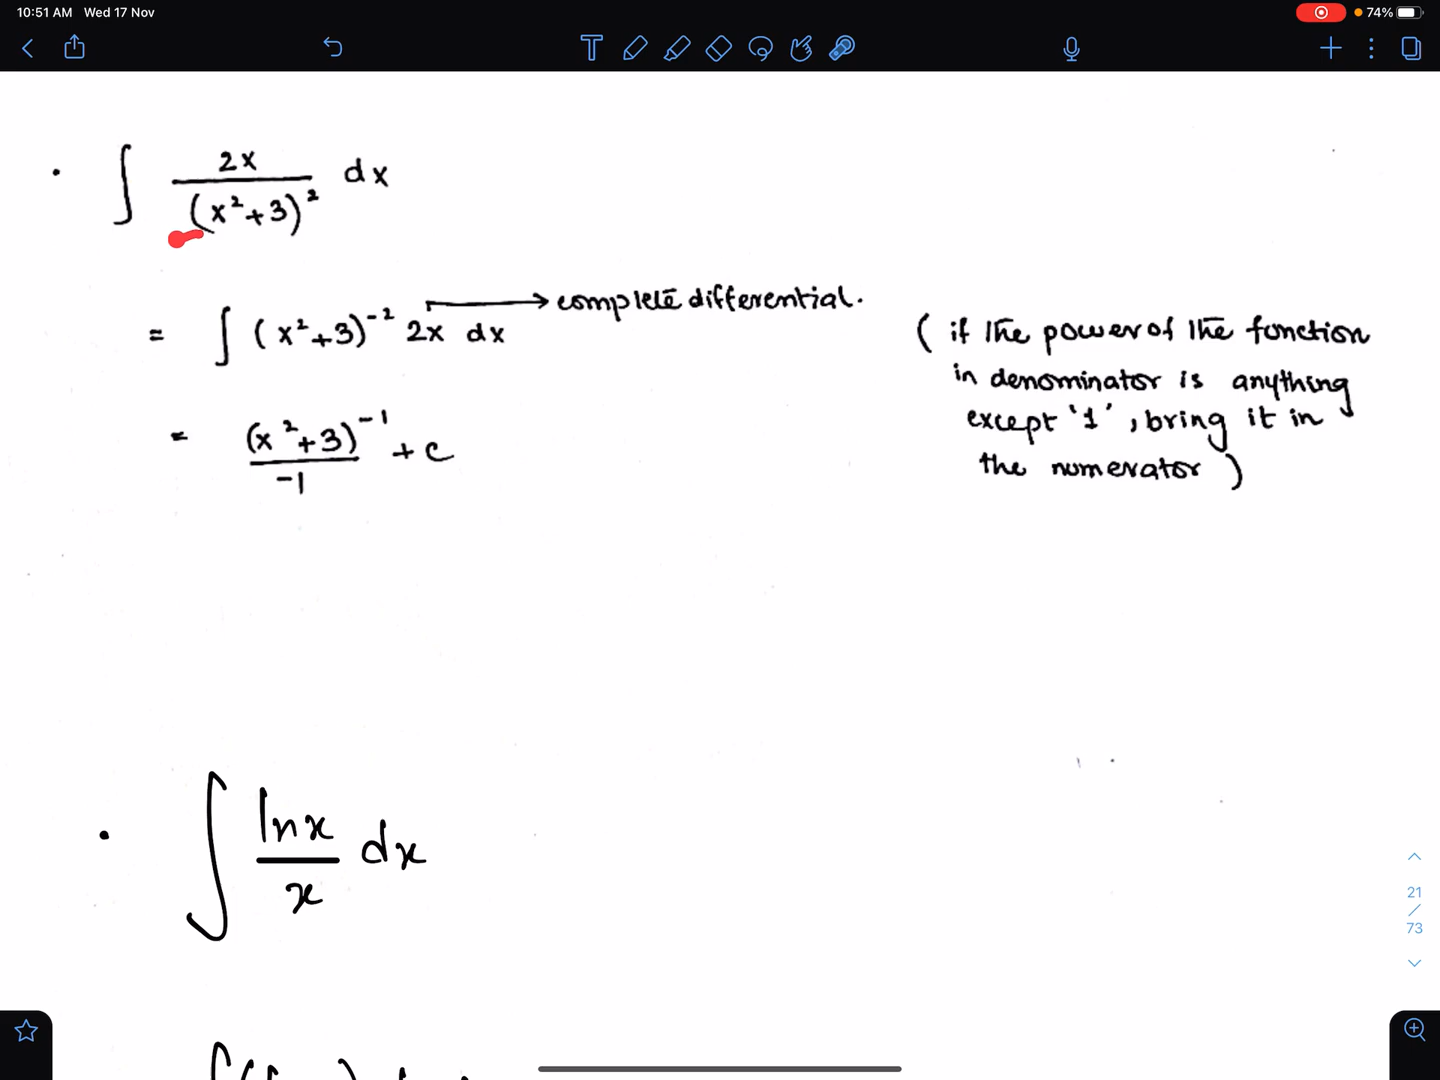 10:51 AM Wed 17 Nov
74%
T
• ∫ 2x / (x²+3)² dx
= ∫ (x²+3)⁻² 2x dx → complete differential.
= (x²+3)⁻¹ / -1 + c
( if the power of the function
in denominator is anything
except '1' , bring it in
the numerator )
• ∫ lnx / x dx
21
/
73